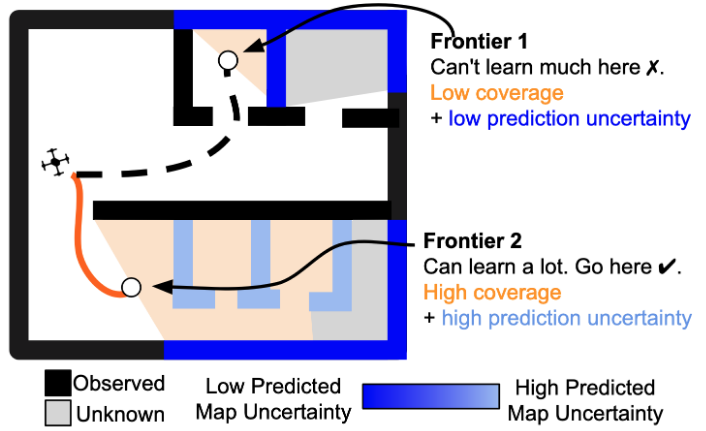 Frontier 1
Can't learn much here ✗.
Low coverage
+ low prediction uncertainty
Frontier 2
Can learn a lot. Go here ✔.
High coverage
+ high prediction uncertainty
Observed
Unknown
Low Predicted
Map Uncertainty
High Predicted
Map Uncertainty